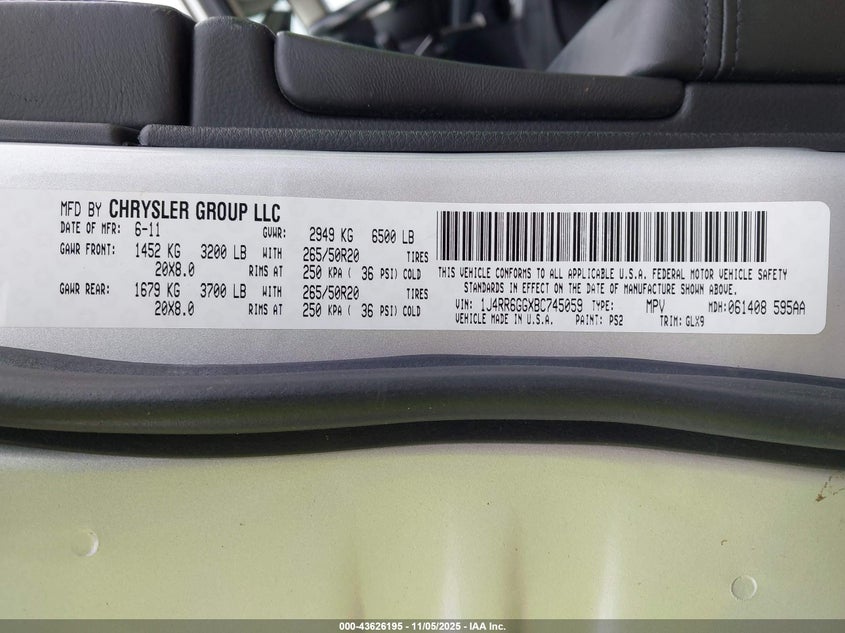 MFD BY CHRYSLER GROUP LLC
DATE OF MFR: 6-11 GVWR: 2949 KG 6500 LB
GAWR FRONT: 1452 KG 3200 LB WITH 265/50R20 TIRES
20X8.0 RIMS AT 250 KPA ( 36 PSI) COLD
GAWR REAR: 1679 KG 3700 LB WITH 265/50R20 TIRES
20X8.0 RIMS AT 250 KPA ( 36 PSI) COLD
THIS VEHICLE CONFORMS TO ALL APPLICABLE U.S.A. FEDERAL MOTOR VEHICLE SAFETY
STANDARDS IN EFFECT ON THE DATE OF MANUFACTURE SHOWN ABOVE.
VIN: 1J4RR6GGXBC745059 TYPE: MPV MDH: 061408 595AA
VEHICLE MADE IN U.S.A. PAINT: PS2 TRIM: GLX9
000-43626195 - 11/05/2025 - IAA Inc.